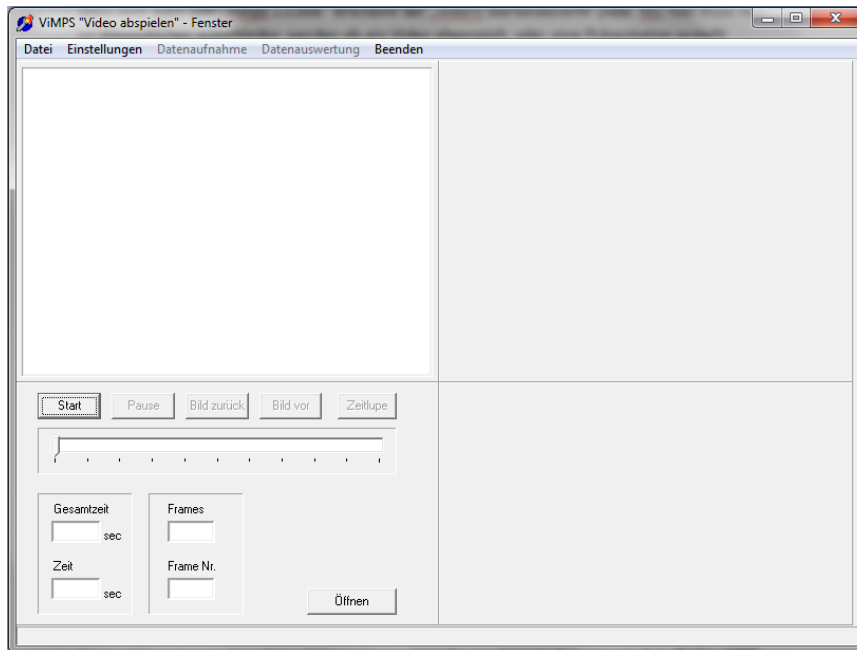 ViMPS "Video abspielen" - Fenster
Datei Einstellungen Datenaufnahme Datenauswertung Beenden
Start Pause Bild zurück Bild vor Zeitlupe
Gesamtzeit Frames
sec
Zeit Frame Nr.
sec
Öffnen